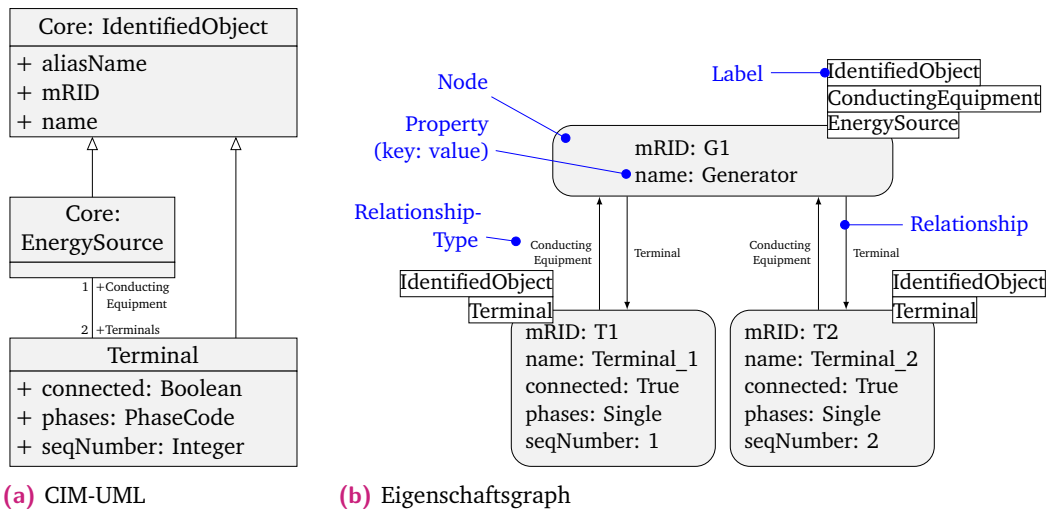 Core: IdentifiedObject
+ aliasName
+ mRID
+ name
Core:
EnergySource
1 +Conducting
Equipment
2 +Terminals
Terminal
+ connected: Boolean
+ phases: PhaseCode
+ seqNumber: Integer
(a) CIM-UML
Node
Label
IdentifiedObject
ConductingEquipment
EnergySource
Property
(key: value)
mRID: G1
name: Generator
Relationship-
Type
Relationship
Conducting
Equipment
Terminal
Conducting
Equipment
Terminal
IdentifiedObject
Terminal
mRID: T1
name: Terminal_1
connected: True
phases: Single
seqNumber: 1
IdentifiedObject
Terminal
mRID: T2
name: Terminal_2
connected: True
phases: Single
seqNumber: 2
(b) Eigenschaftsgraph